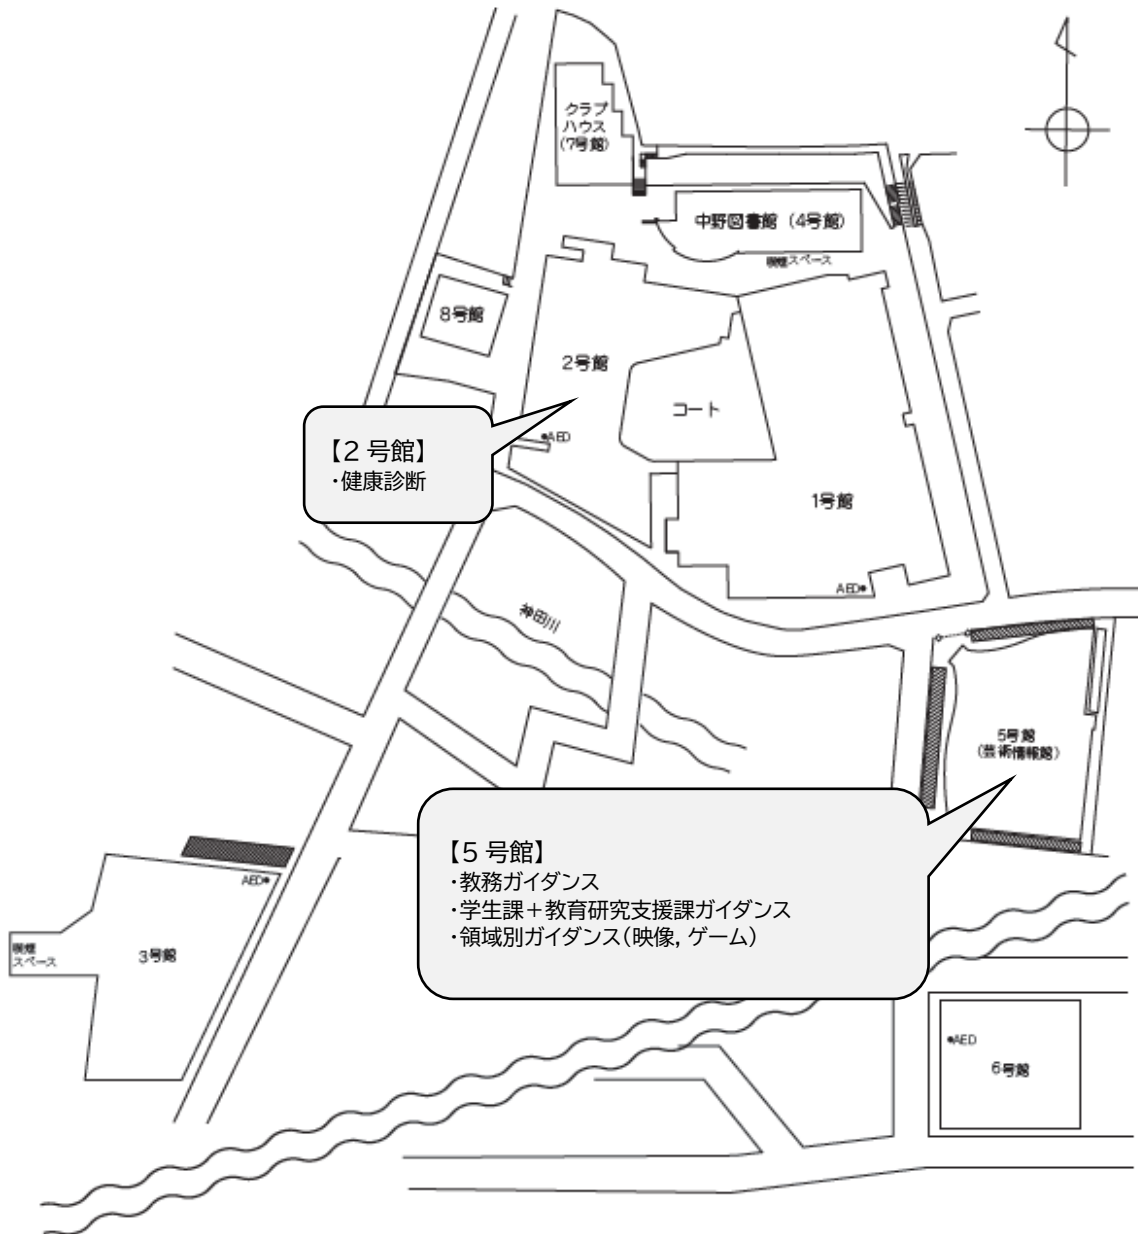 クラブ
ハウス
(7号館)
中野図書館 (4号館)
喫煙スペース
8号館
2号館
コート
AED
【2 号館】
・健康診断
1号館
AED
神田川
5号館
(芸術情報館)
【5 号館】
・教務ガイダンス
・学生課＋教育研究支援課ガイダンス
・領域別ガイダンス(映像, ゲーム)
AED
3号館
喫煙
スペース
AED
6号館